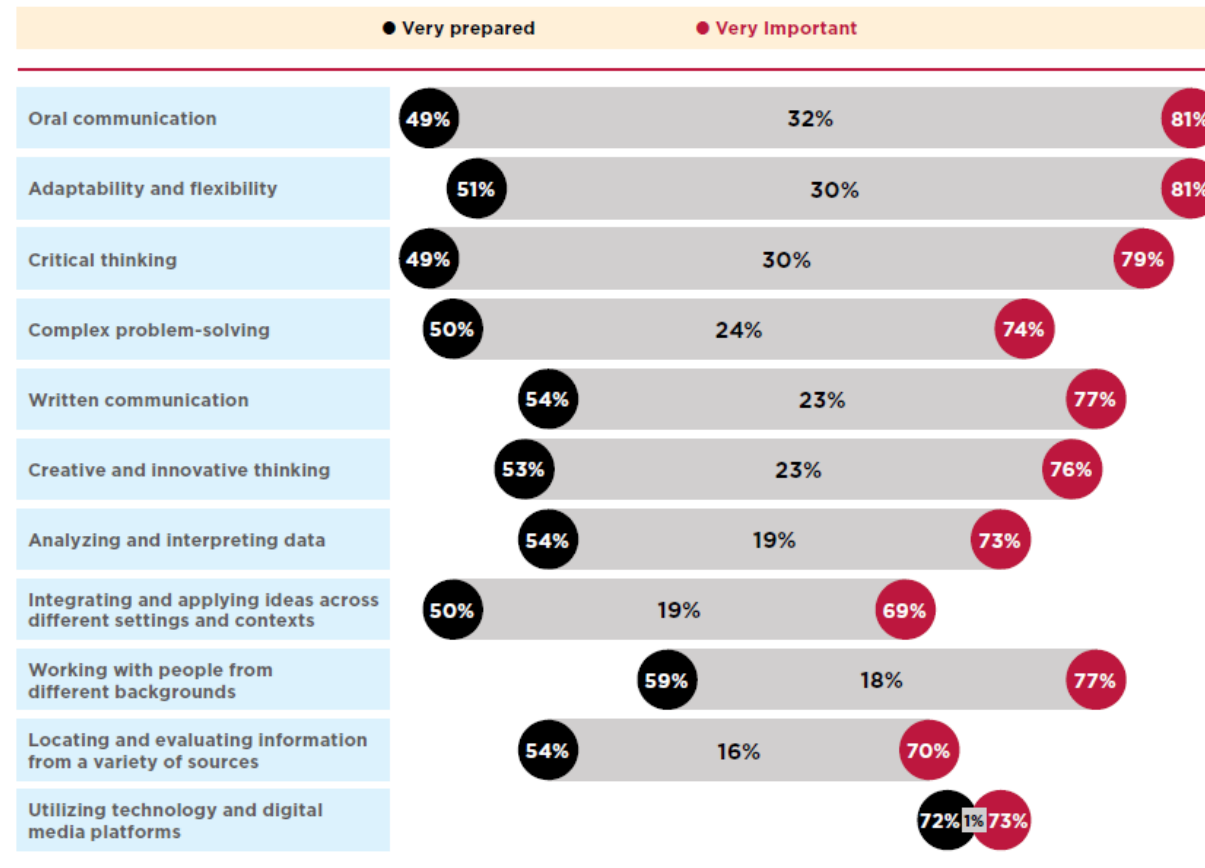 ● Very prepared ● Very Important
Oral communication 49% 32% 81%
Adaptability and flexibility 51% 30% 81%
Critical thinking 49% 30% 79%
Complex problem-solving 50% 24% 74%
Written communication 54% 23% 77%
Creative and innovative thinking 53% 23% 76%
Analyzing and interpreting data 54% 19% 73%
Integrating and applying ideas across
different settings and contexts 50% 19% 69%
Working with people from
different backgrounds 59% 18% 77%
Locating and evaluating information
from a variety of sources 54% 16% 70%
Utilizing technology and digital
media platforms 72% 1% 73%